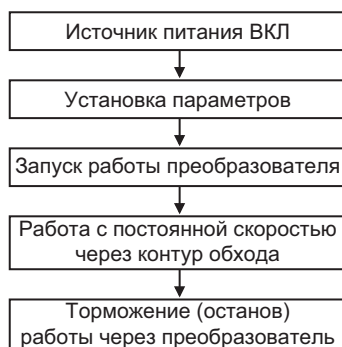 Источник питания ВКЛ
Установка параметров
Запуск работы преобразователя
Работа с постоянной скоростью
через контур обхода
Торможение (останов)
работы через преобразователь